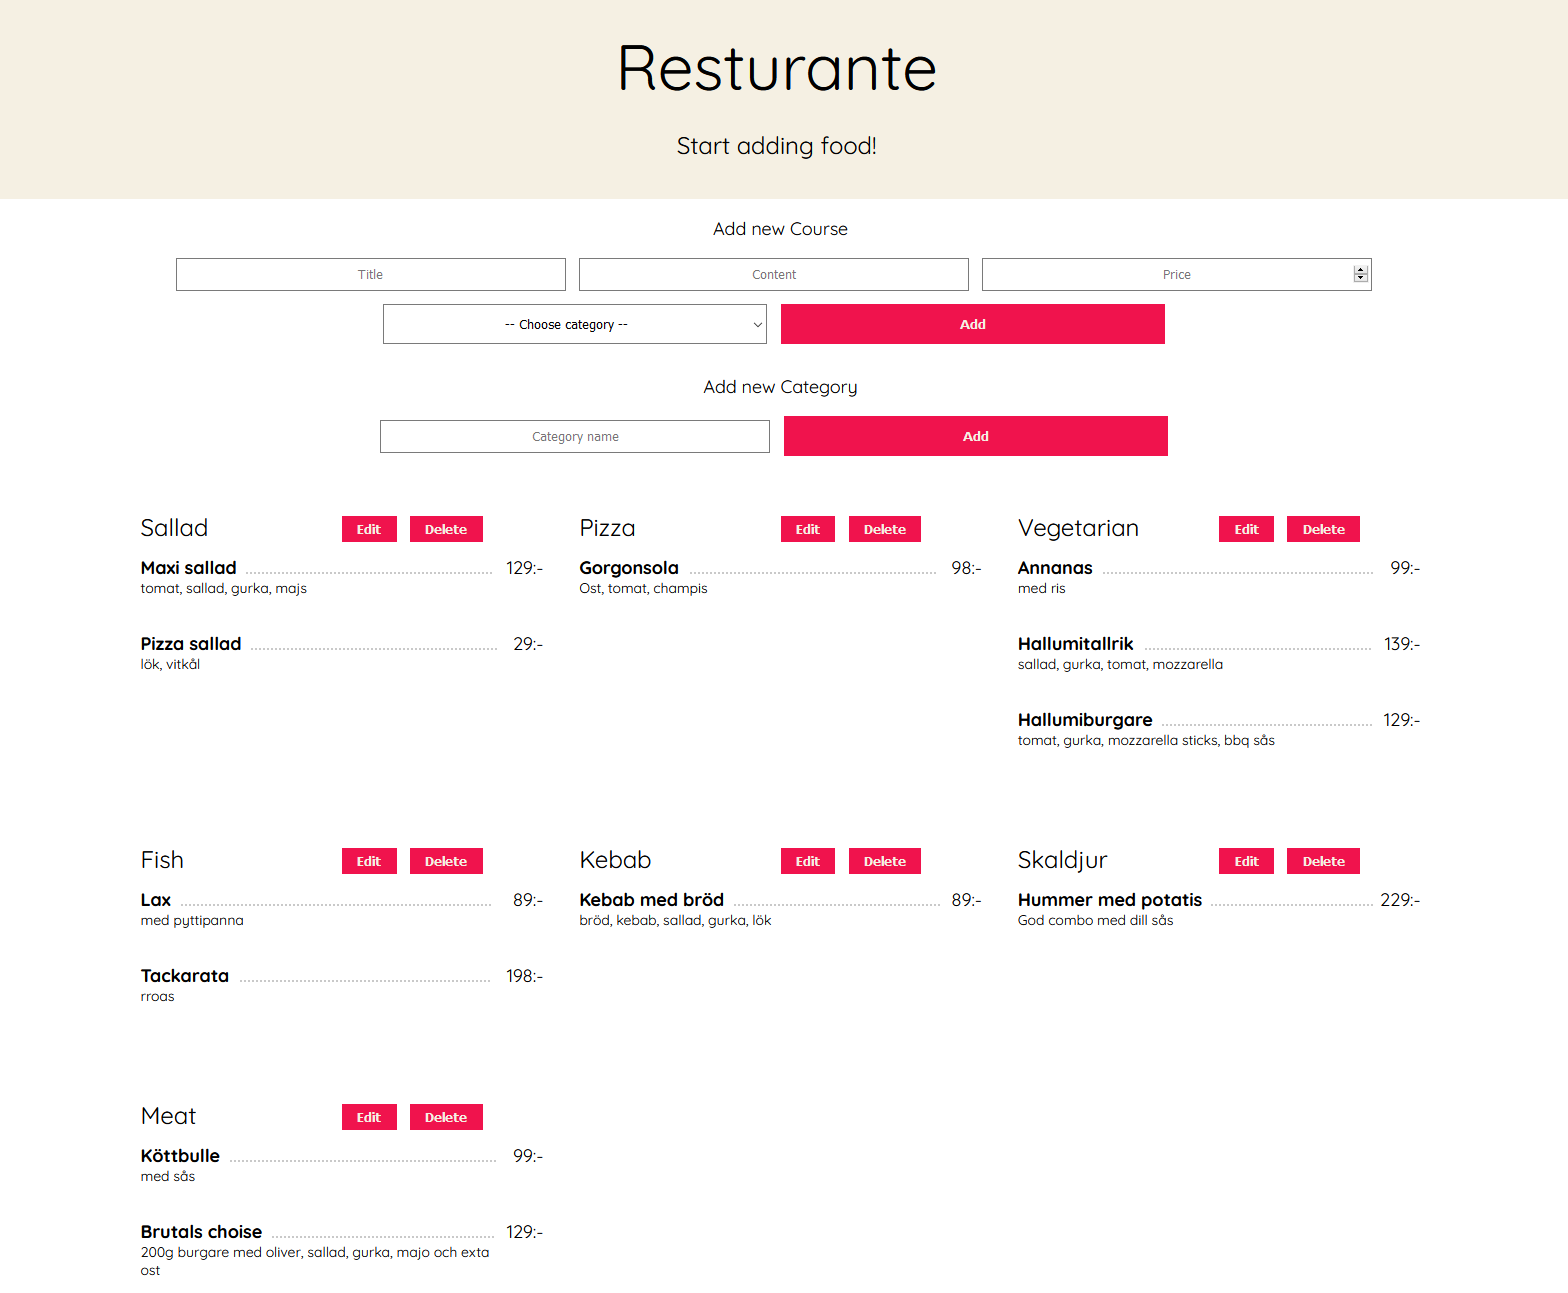 Resturante
Start adding food!
Add new Course
Title
Content
Price
-- Choose category --
Add
Add new Category
Category name
Add
Sallad
Edit
Delete
Maxi sallad 129:-
tomat, sallad, gurka, majs
Pizza sallad 29:-
lök, vitkål
Pizza
Edit
Delete
Gorgonsola 98:-
Ost, tomat, champis
Vegetarian
Edit
Delete
Annanas 99:-
med ris
Hallumitallrik 139:-
sallad, gurka, tomat, mozzarella
Hallumiburgare 129:-
tomat, gurka, mozzarella sticks, bbq sås
Fish
Edit
Delete
Lax 89:-
med pyttipanna
Tackarata 198:-
rroas
Kebab
Edit
Delete
Kebab med bröd 89:-
bröd, kebab, sallad, gurka, lök
Skaldjur
Edit
Delete
Hummer med potatis 229:-
God combo med dill sås
Meat
Edit
Delete
Köttbulle 99:-
med sås
Brutals choise 129:-
200g burgare med oliver, sallad, gurka, majo och exta
ost